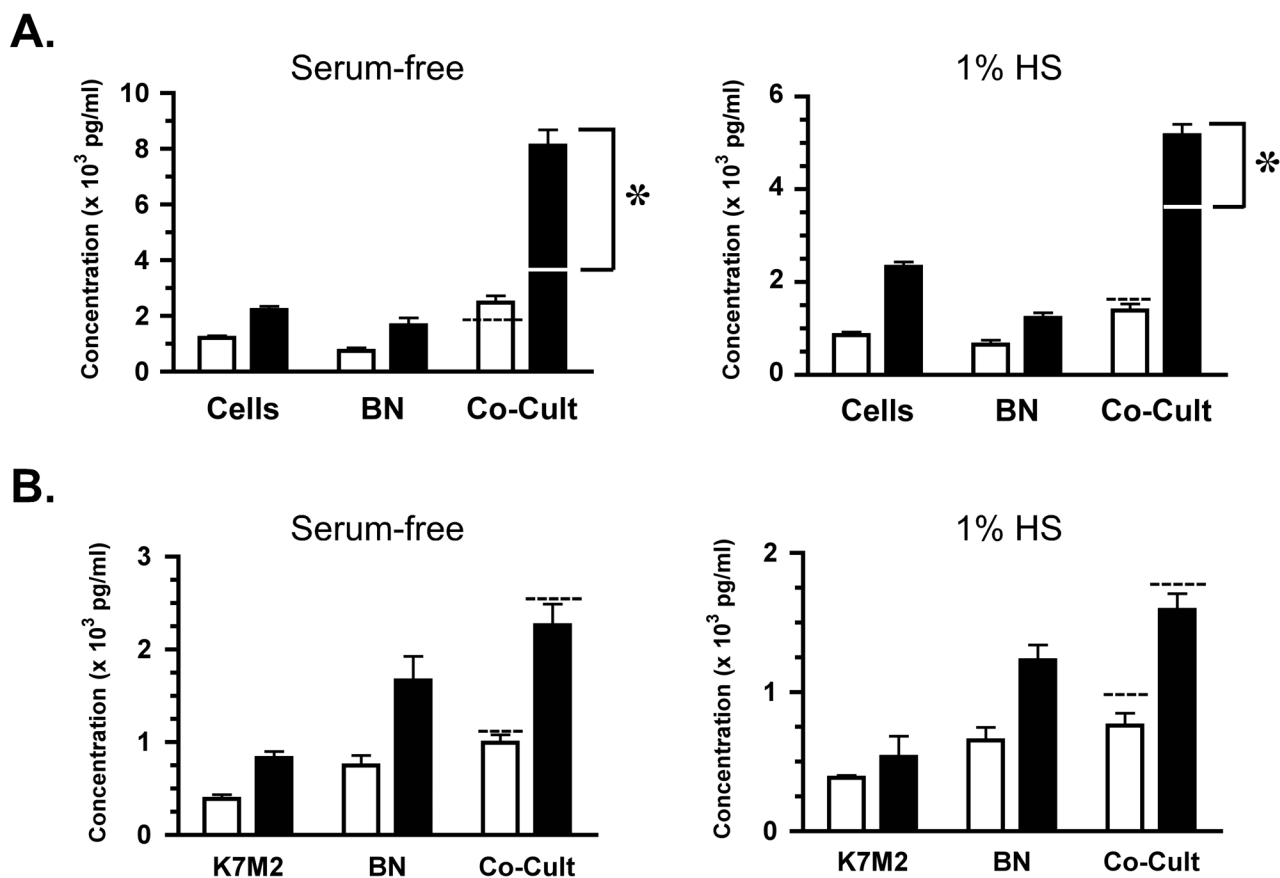 A.
Serum-free
Concentration (x 10³ pg/ml)
10
8
6
4
2
0
*
Cells BN Co-Cult
1% HS
Concentration (x 10³ pg/ml)
6
4
2
0
*
Cells BN Co-Cult
B.
Serum-free
Concentration (x 10³ pg/ml)
3
2
1
0
K7M2 BN Co-Cult
1% HS
Concentration (x 10³ pg/ml)
2
1
0
K7M2 BN Co-Cult